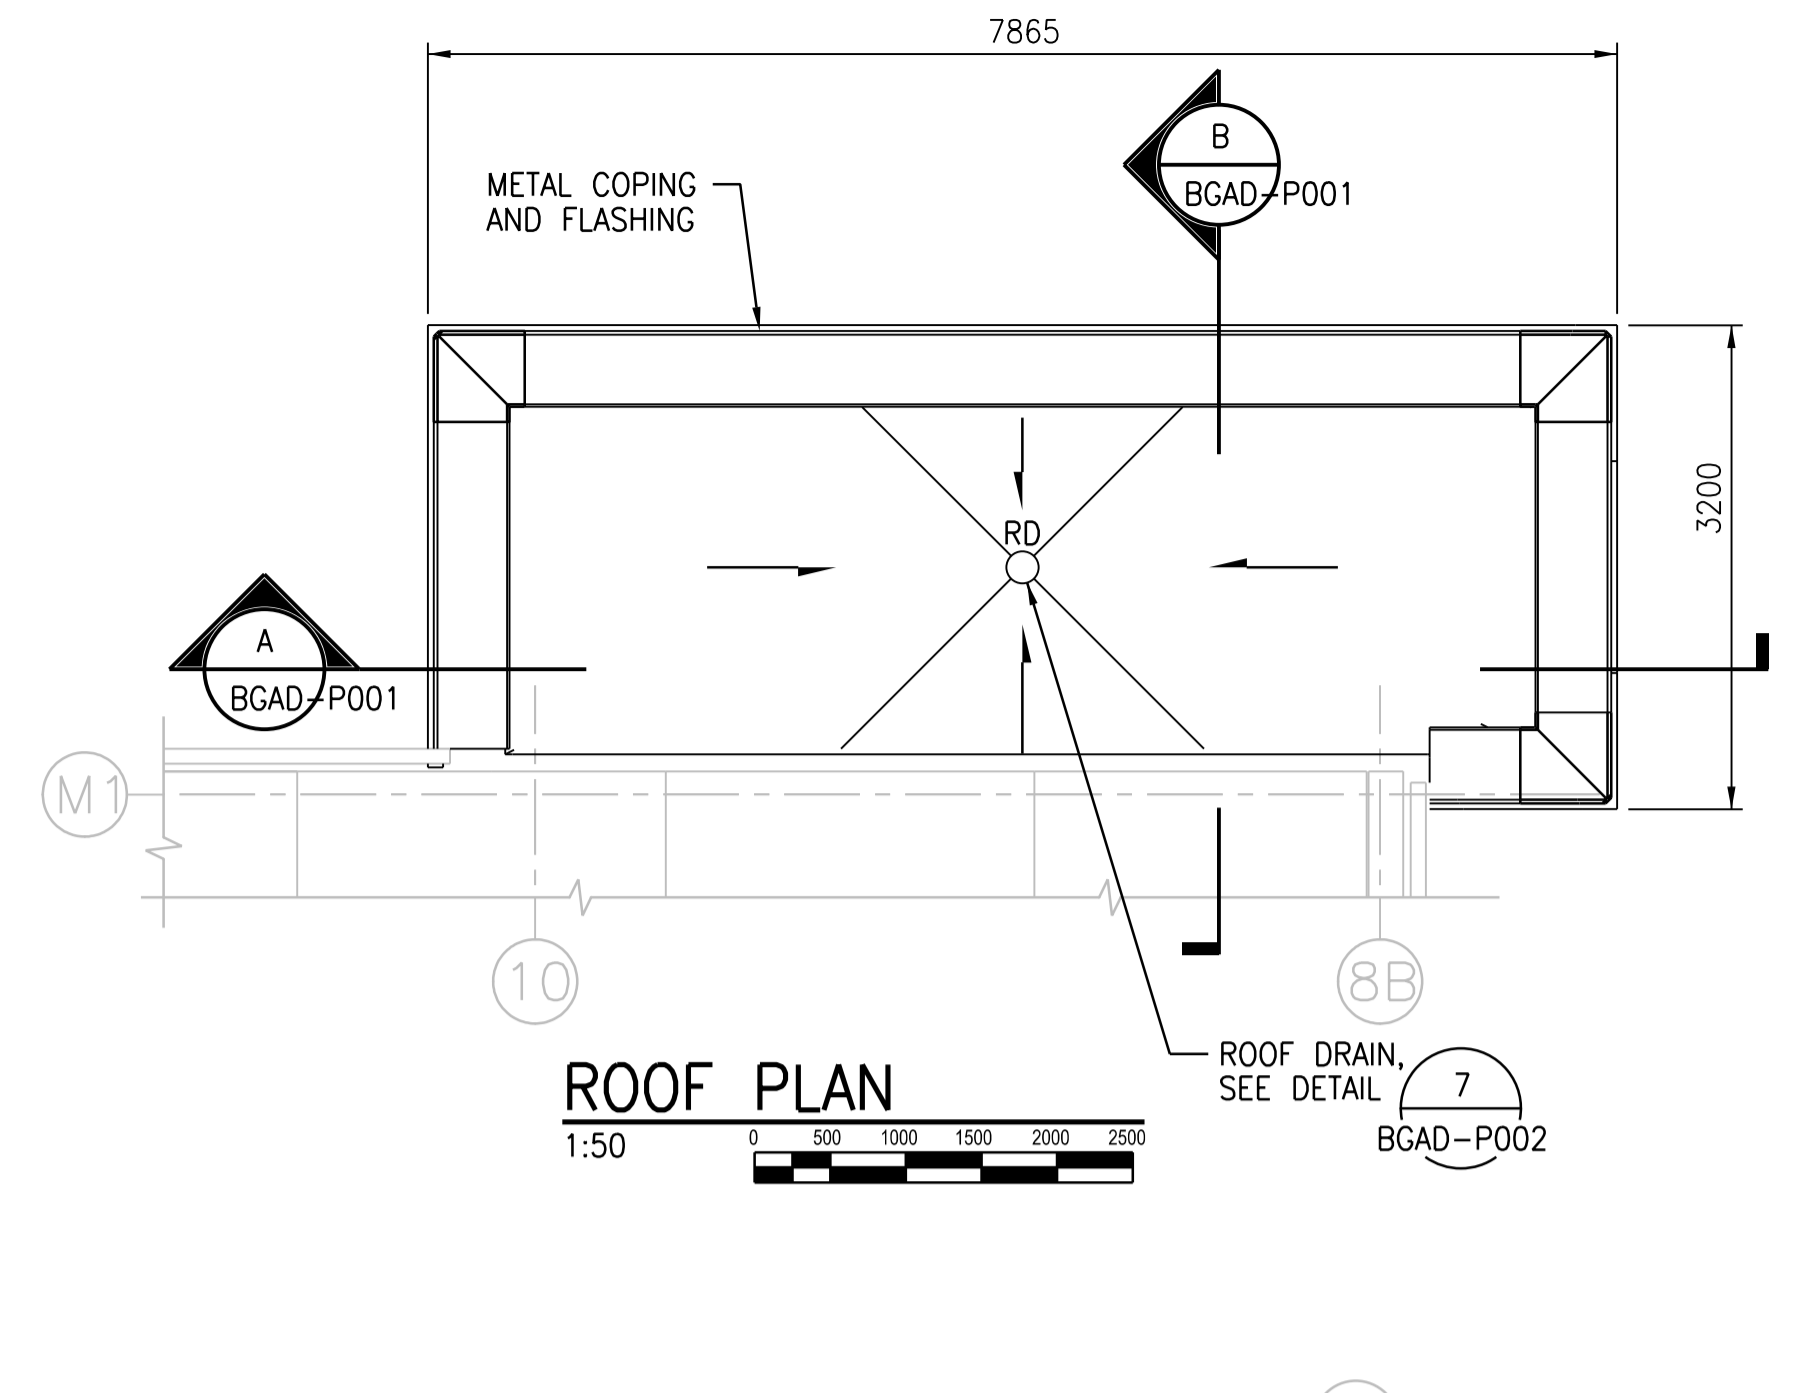 7865
B
BGAD-P001
METAL COPING
AND FLASHING
3200
RD
A
BGAD-P001
M1
10
8B
ROOF DRAIN,
SEE DETAIL
7
BGAD-P002
ROOF PLAN
1:50
0 500 1000 1500 2000 2500